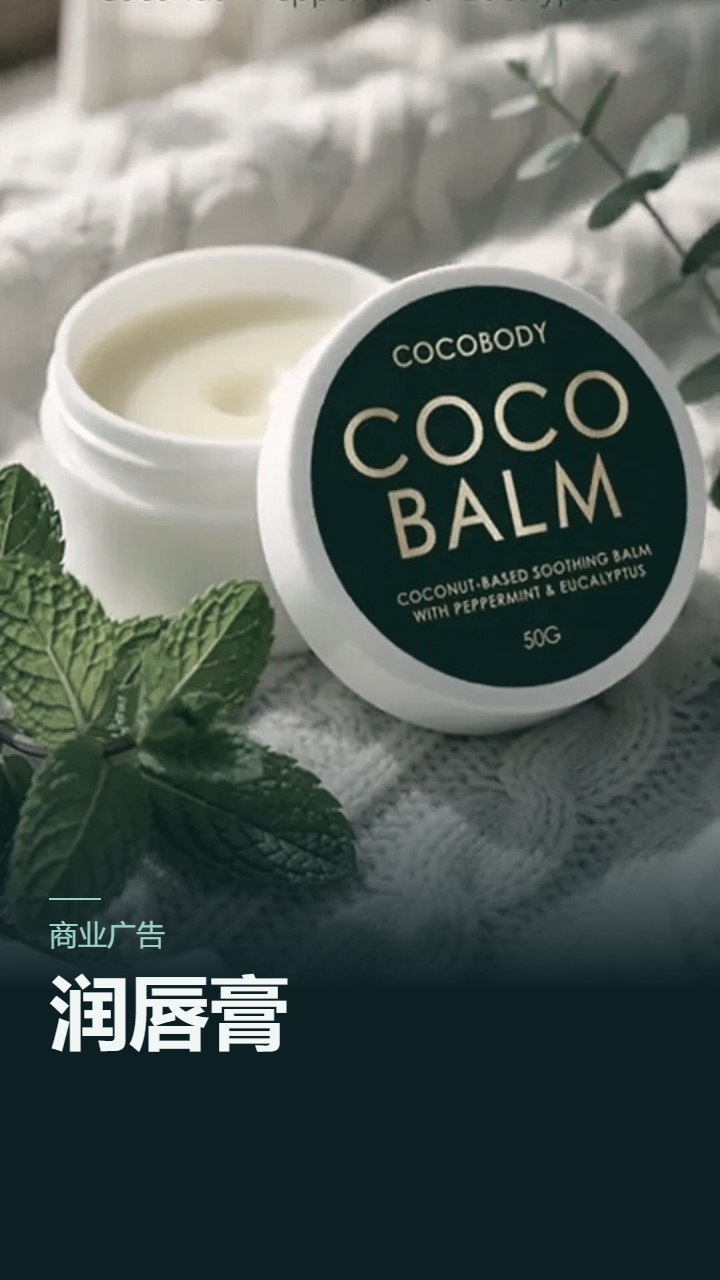 COCOBODY
COCO
BALM
COCONUT-BASED SOOTHING BALM
WITH PEPPERMINT & EUCALYPTUS
50G
商业广告
润唇膏